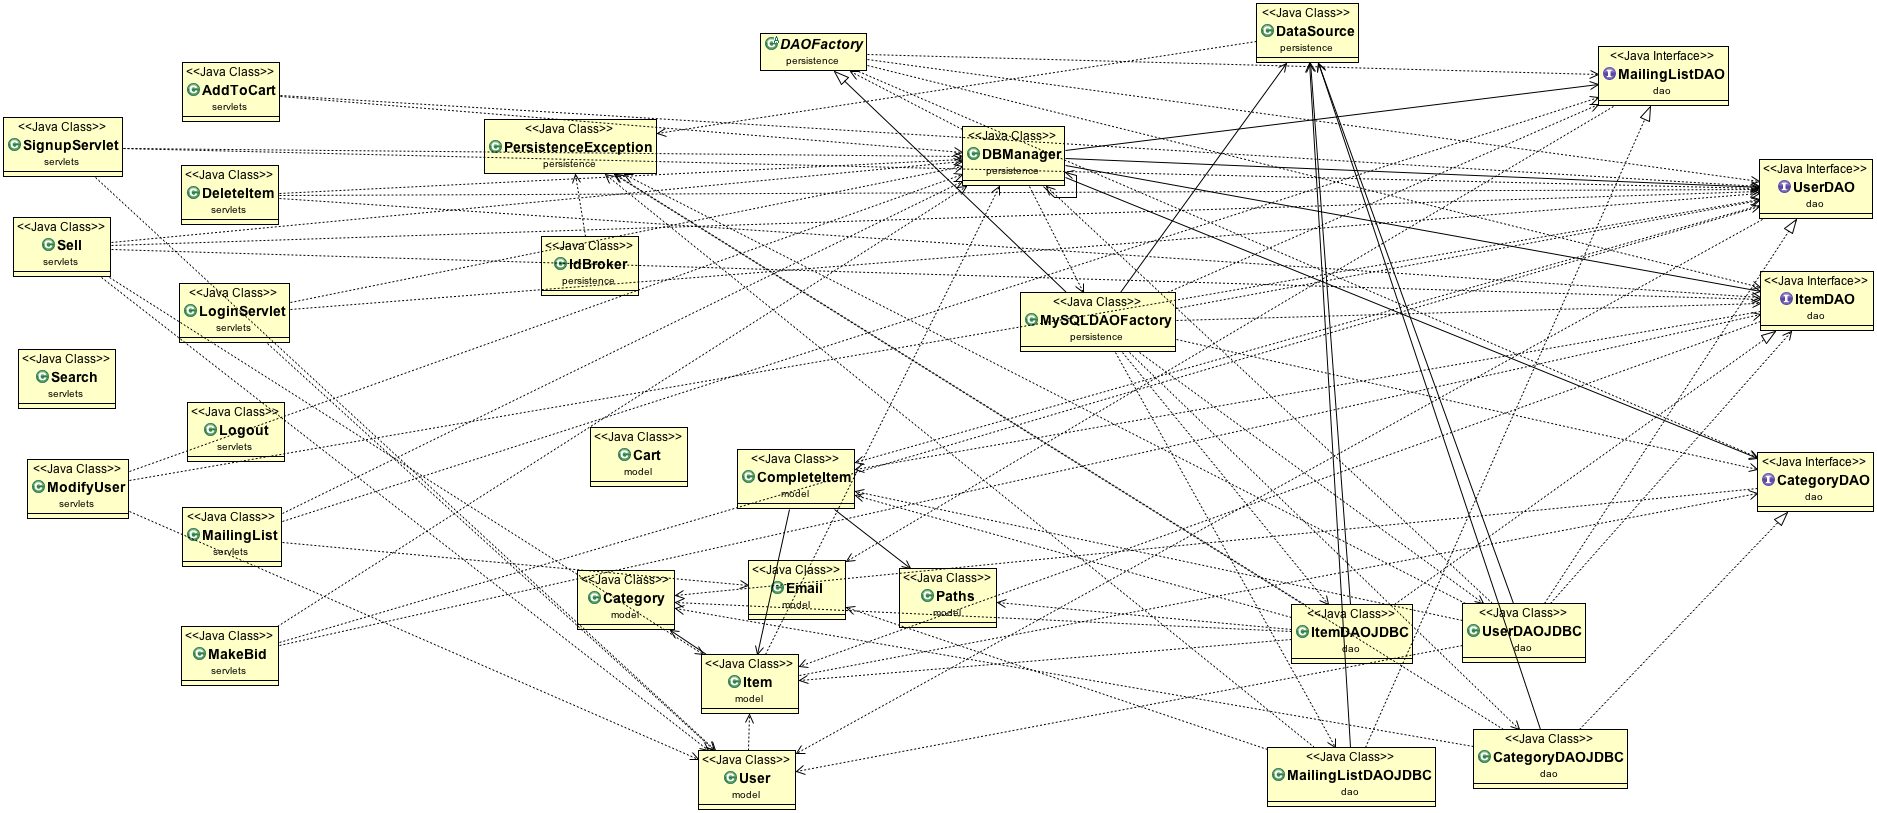 <<Java Class>>
DataSource
persistence
DAOFactory
persistence
<<Java Interface>>
MailingListDAO
dao
<<Java Class>>
AddToCart
servlets
<<Java Class>>
SignupServlet
servlets
<<Java Class>>
PersistenceException
persistence
<<Java Class>>
DBManager
persistence
<<Java Class>>
DeleteItem
servlets
<<Java Interface>>
UserDAO
dao
<<Java Class>>
Sell
servlets
<<Java Class>>
IdBroker
persistence
<<Java Interface>>
ItemDAO
dao
<<Java Class>>
LoginServlet
servlets
<<Java Class>>
MySQLDAOFactory
persistence
<<Java Class>>
Search
servlets
<<Java Class>>
Logout
servlets
<<Java Class>>
Cart
model
<<Java Class>>
CompleteItem
model
<<Java Interface>>
CategoryDAO
dao
<<Java Class>>
ModifyUser
servlets
<<Java Class>>
MailingList
servlets
<<Java Class>>
Category
model
<<Java Class>>
Email
model
<<Java Class>>
Paths
model
<<Java Class>>
ItemDAOJDBC
dao
<<Java Class>>
UserDAOJDBC
dao
<<Java Class>>
MakeBid
servlets
<<Java Class>>
Item
model
<<Java Class>>
User
model
<<Java Class>>
MailingListDAOJDBC
dao
<<Java Class>>
CategoryDAOJDBC
dao